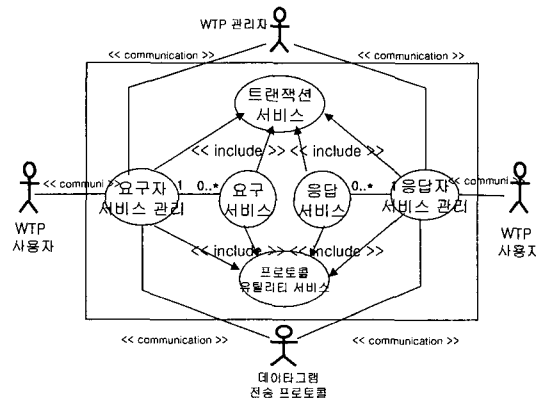 WTP 관리자
<< communication >>
<< communication >>
트랜잭션
서비스
<< include >>
<< include >>
<< communi
요구자
서비스 관리
1
0..*
요구
서비스
응답
서비스
0..*
응답자
서비스 관리
communi
WTP
사용자
WTP
사용자
<< include >>
<< include >>
프로토콜
유틸리티 서비스
<< communication >>
<< communication >>
데이타그램
전송 프로토콜